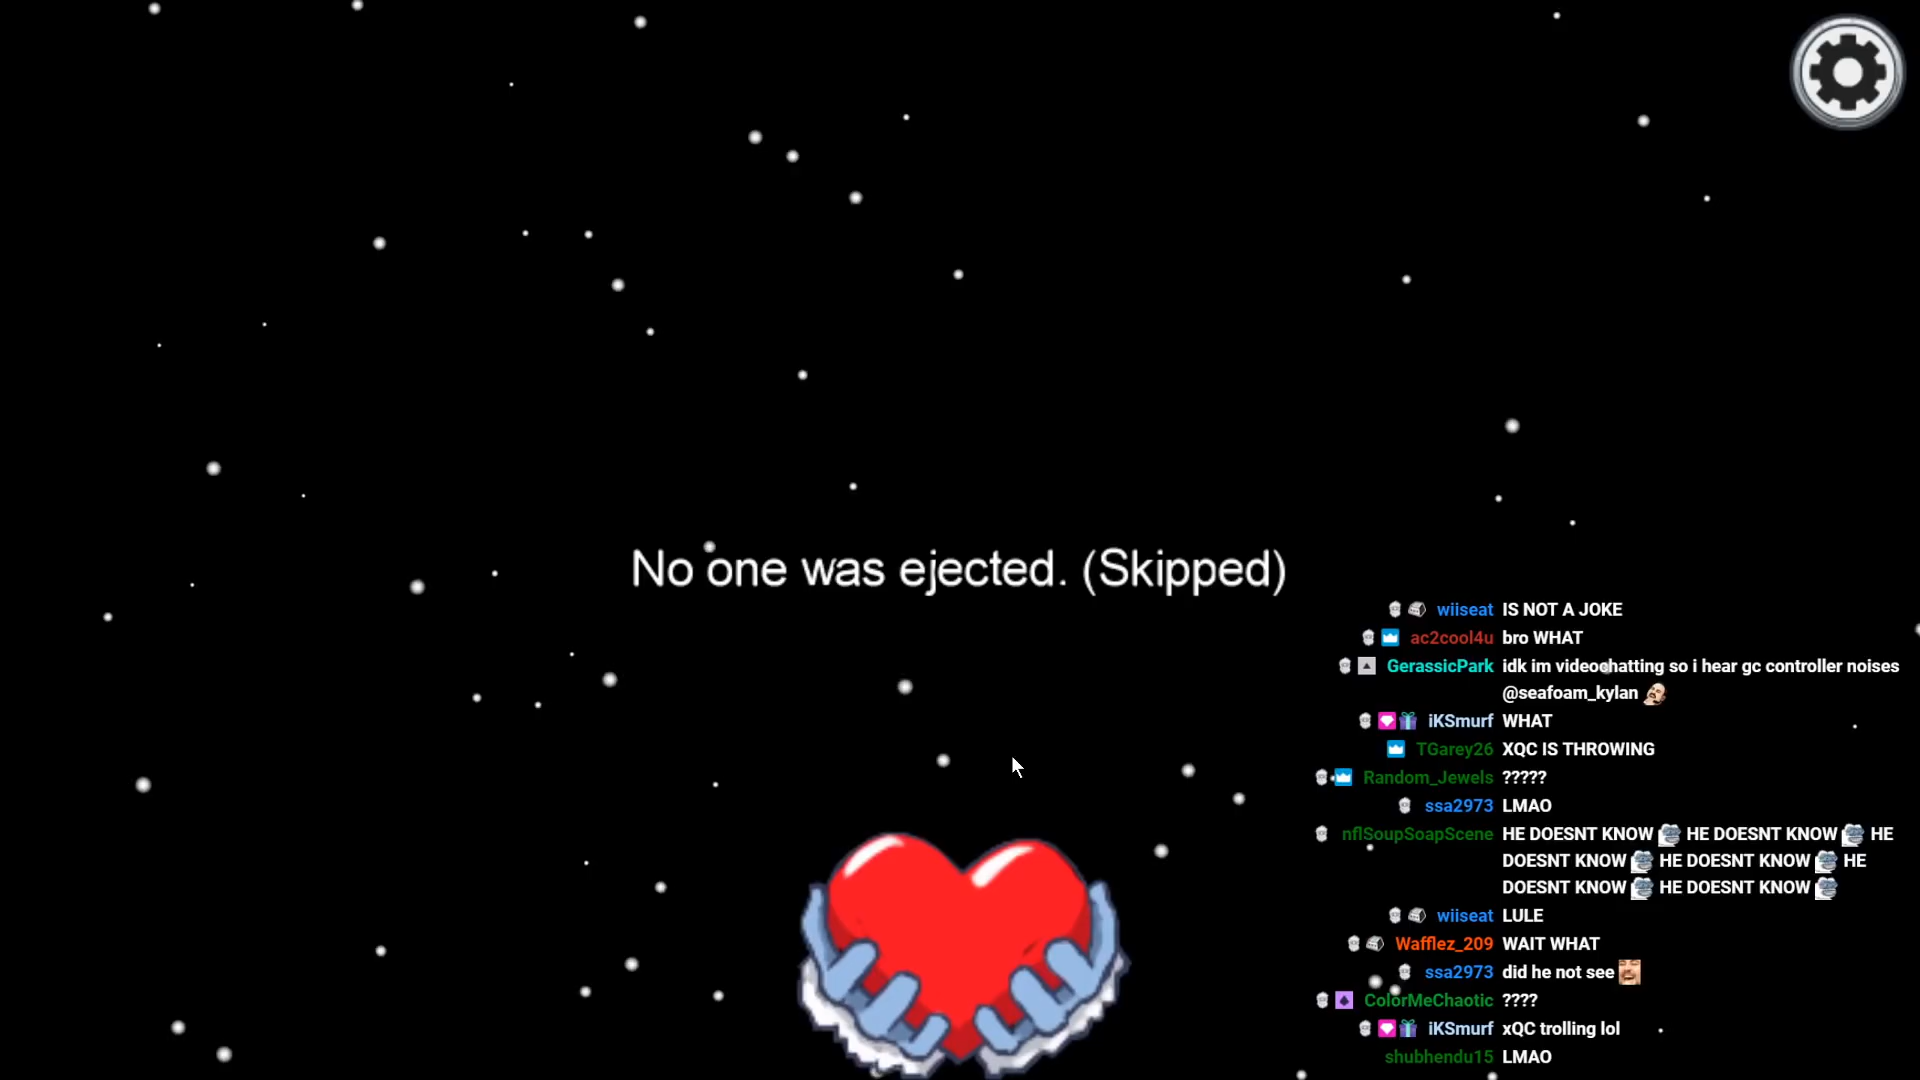 No one was ejected. (Skipped)
wiiseat IS NOT A JOKE
ac2cool4u bro WHAT
GerassicPark idk im videochatting so i hear gc controller noises
@seafoam_kylan
iKSmurf WHAT
TGarey26 XQC IS THROWING
Random_Jewels ?????
ssa2973 LMAO
nflSoupSoapScene HE DOESNT KNOW HE DOESNT KNOW HE
DOESNT KNOW HE DOESNT KNOW HE
DOESNT KNOW HE DOESNT KNOW
wiiseat LULE
Wafflez_209 WAIT WHAT
ssa2973 did he not see
ColorMeChaotic ????
iKSmurf xQC trolling lol
shubhendu15 LMAO